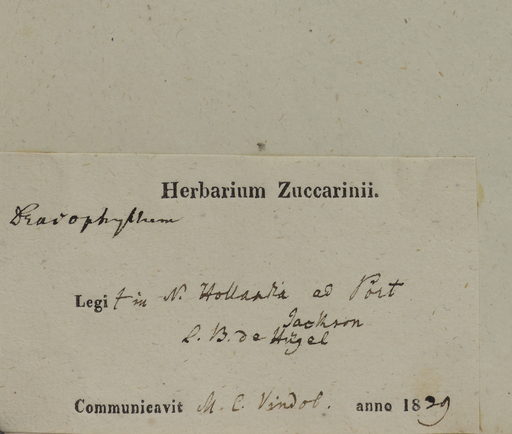 Herbarium Zuccarinii.
Dracophyllum
Legit in N. Hollandia ad Port
Jackson
L. B. de Hügel
Communicavit M. C. Vindob. anno 1839